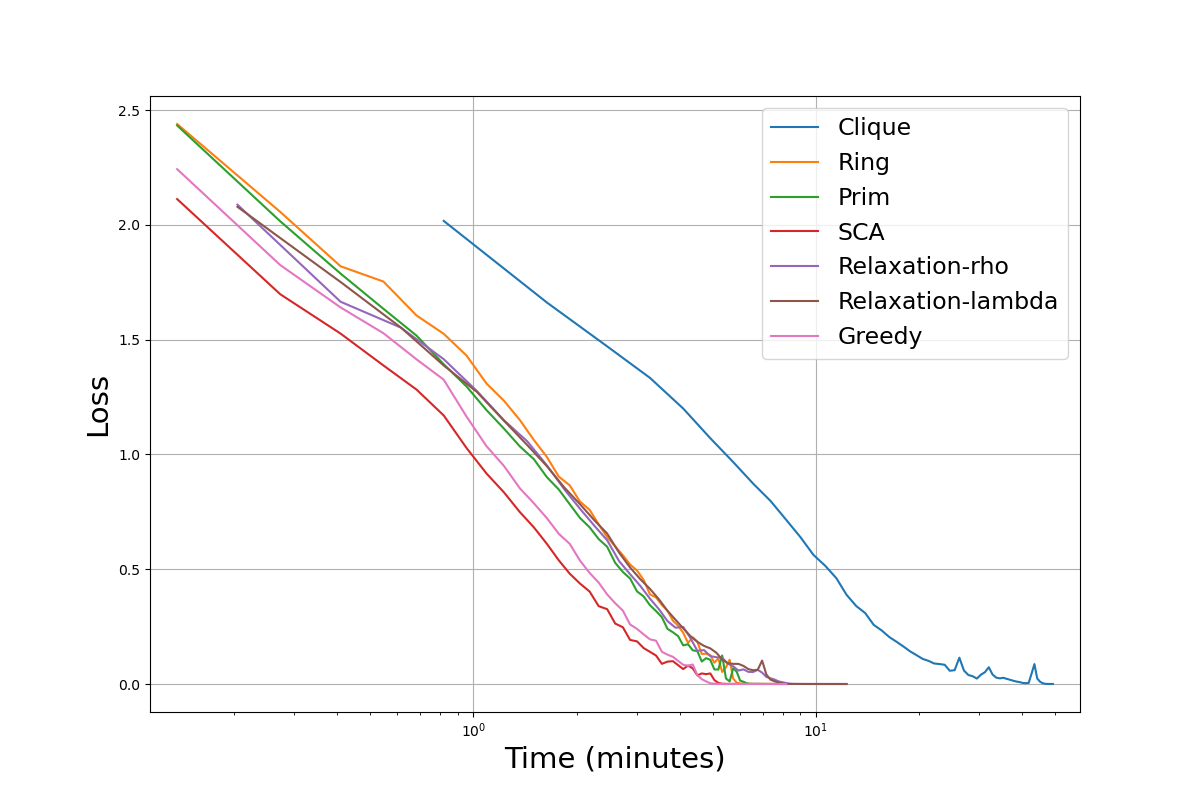 2.5
2.0
1.5
1.0
0.5
0.0
Loss
10⁰
10¹
Time (minutes)
Clique
Ring
Prim
SCA
Relaxation-rho
Relaxation-lambda
Greedy